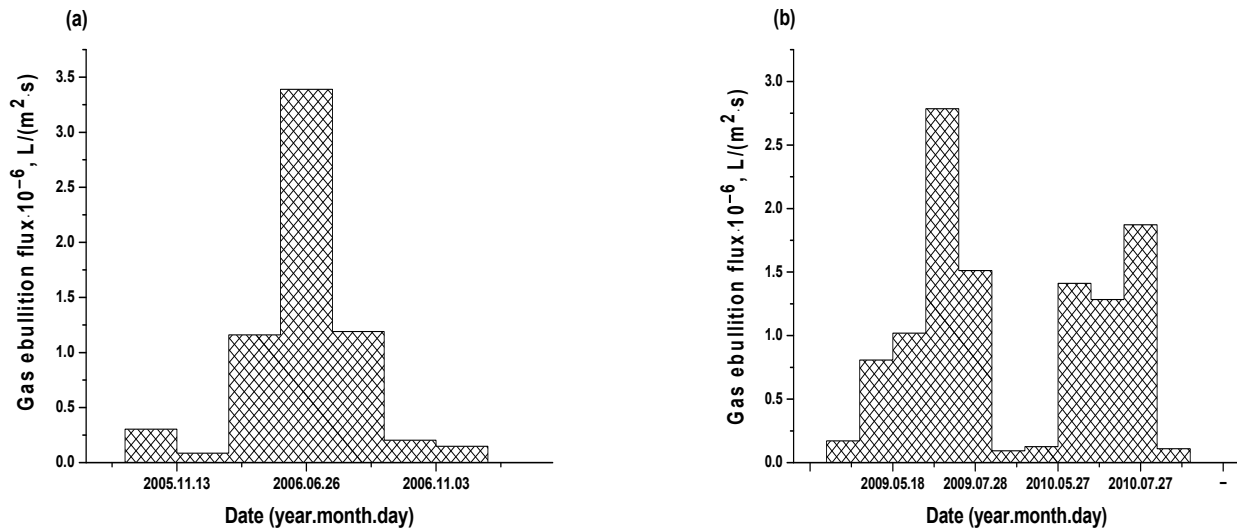 (a)
Gas ebullition flux·10⁻⁶, L/(m²·s)
3.5
3.0
2.5
2.0
1.5
1.0
0.5
0.0
2005.11.13 2006.06.26 2006.11.03
Date (year.month.day)
(b)
Gas ebullition flux·10⁻⁶, L/(m²·s)
3.0
2.5
2.0
1.5
1.0
0.5
0.0
2009.05.18 2009.07.28 2010.05.27 2010.07.27 –
Date (year.month.day)